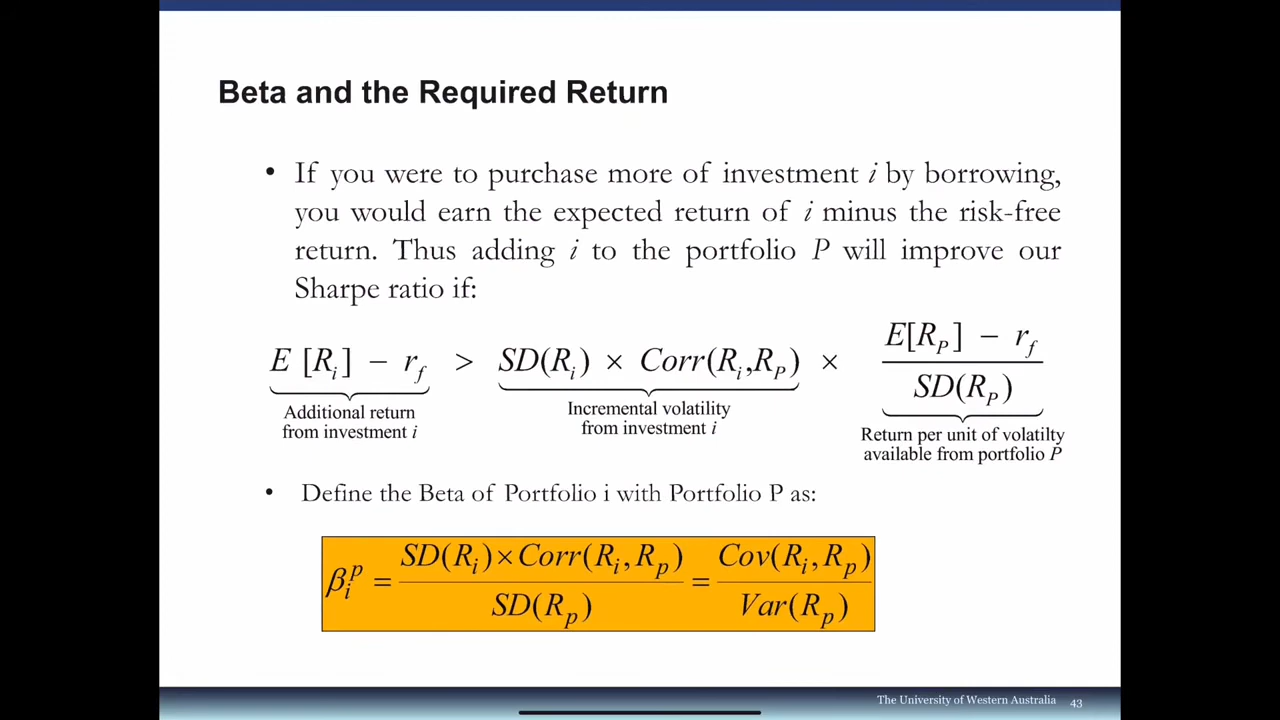 Beta and the Required Return
• If you were to purchase more of investment i by borrowing,
you would earn the expected return of i minus the risk-free
return. Thus adding i to the portfolio P will improve our
Sharpe ratio if:
E [R_i] − r_f > SD(R_i) × Corr(R_i,R_P) × (E[R_P] − r_f) / SD(R_P)
Additional return
from investment i
Incremental volatility
from investment i
Return per unit of volatilty
available from portfolio P
• Define the Beta of Portfolio i with Portfolio P as:
β_i^p = (SD(R_i)×Corr(R_i,R_p)) / SD(R_p) = Cov(R_i,R_p) / Var(R_p)
The University of Western Australia 43